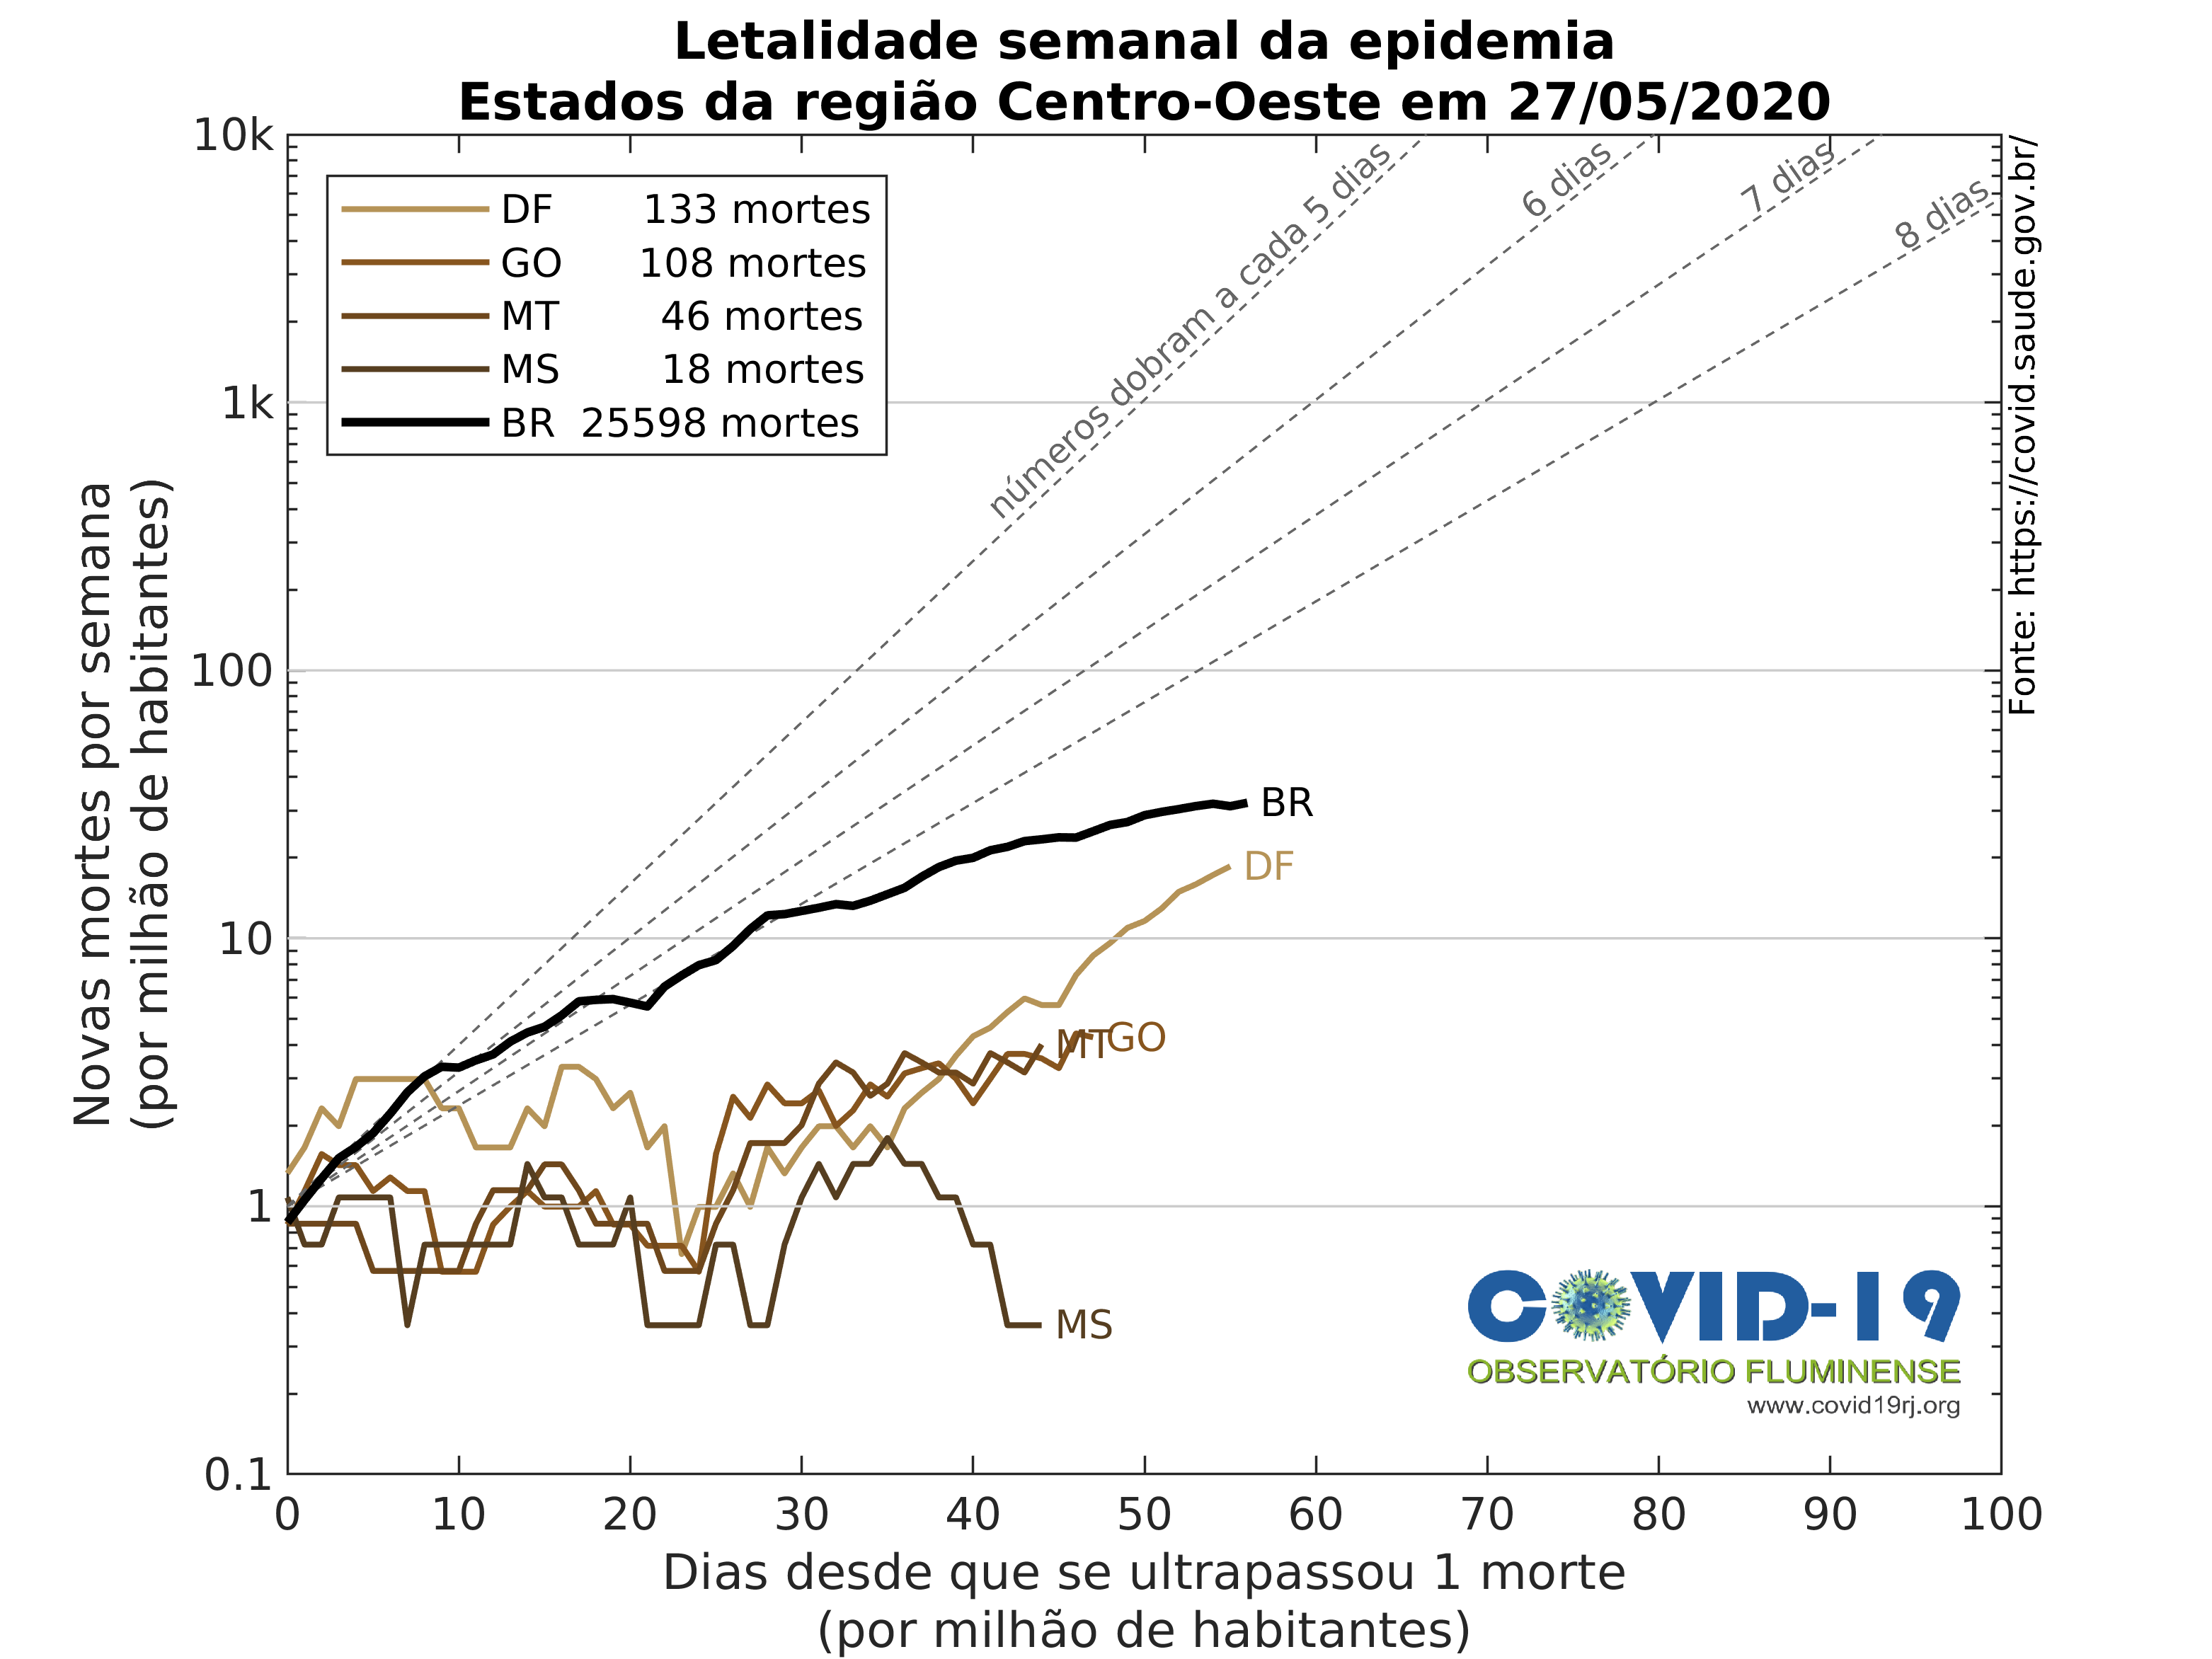 Letalidade semanal da epidemia
Estados da região Centro-Oeste em 27/05/2020
Novas mortes por semana
(por milhão de habitantes)
10k
1k
100
10
1
0.1
DF 133 mortes
GO 108 mortes
MT 46 mortes
MS 18 mortes
BR 25598 mortes
números dobram a cada 5 dias
6 dias
7 dias
8 dias
Fonte: https://covid.saude.gov.br/
BR
DF
MT
GO
MS
COVID-19
OBSERVATÓRIO FLUMINENSE
www.covid19rj.org
0 10 20 30 40 50 60 70 80 90 100
Dias desde que se ultrapassou 1 morte
(por milhão de habitantes)